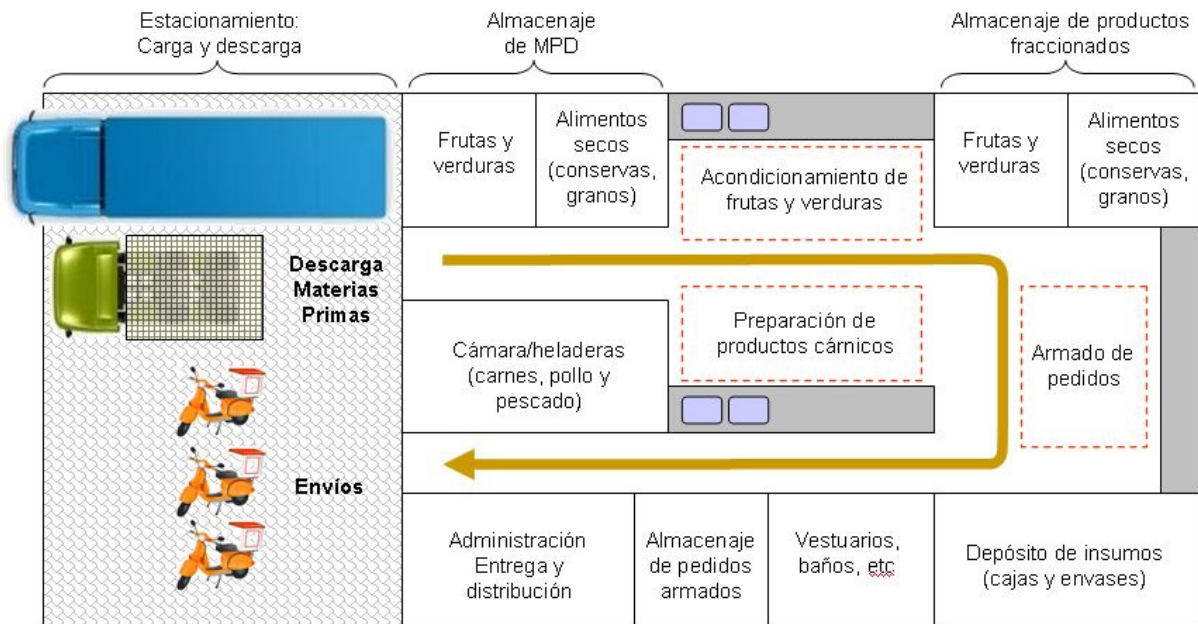 Estacionamiento:
Carga y descarga
Almacenaje
de MPD
Almacenaje de productos
fraccionados
Frutas y
verduras
Alimentos
secos
(conservas,
granos)
Acondicionamiento de
frutas y verduras
Frutas y
verduras
Alimentos
secos
(conservas,
granos)
Descarga
Materias
Primas
Cámara/heladeras
(carnes, pollo y
pescado)
Preparación de
productos cárnicos
Armado de
pedidos
Envíos
Administración
Entrega y
distribución
Almacenaje
de pedidos
armados
Vestuarios,
baños, etc
Depósito de insumos
(cajas y envases)